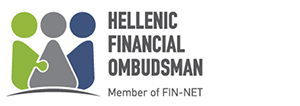 HELLENIC
FINANCIAL
OMBUDSMAN
Member of FIN-NET